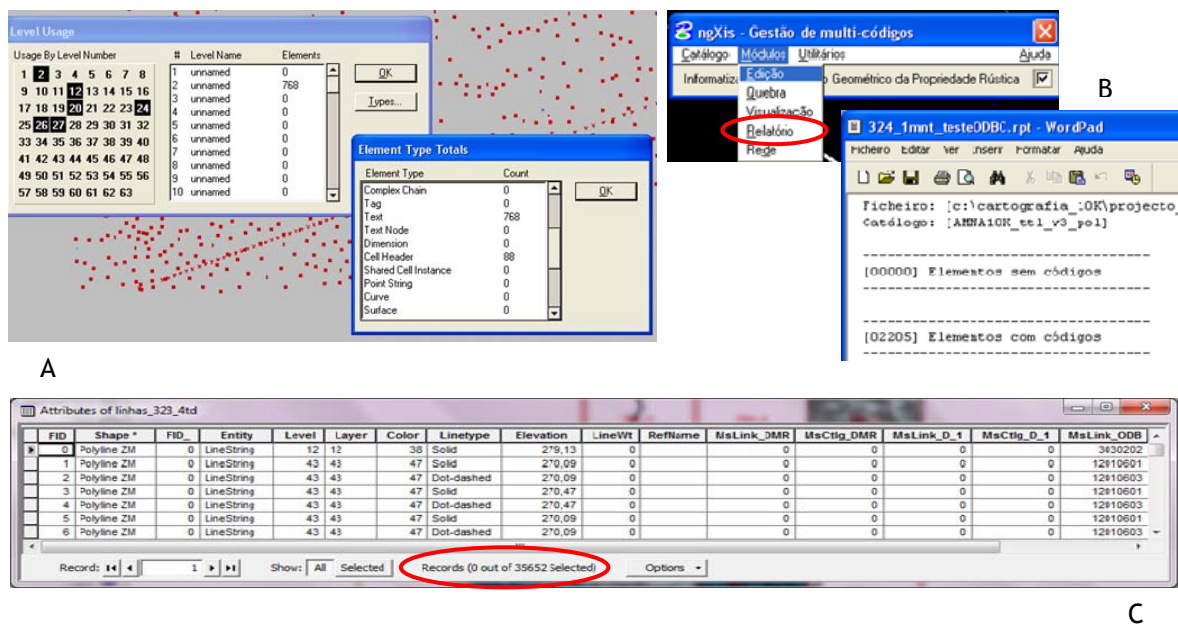 Level Usage
Usage By Level Number # Level Name Elements
1 2 3 4 5 6 7 8
9 10 11 12 13 14 15 16
17 18 19 20 21 22 23 24
25 26 27 28 29 30 31 32
33 34 35 36 37 38 39 40
41 42 43 44 45 46 47 48
49 50 51 52 53 54 55 56
57 58 59 60 61 62 63
1 unnamed 0
2 unnamed 768
3 unnamed 0
4 unnamed 0
5 unnamed 0
6 unnamed 0
7 unnamed 0
8 unnamed 0
9 unnamed 0
10 unnamed 0
OK
Types...
Element Type Totals
Element Type Count
Complex Chain 0
Tag 0
Text 768
Text Node 0
Dimension 0
Cell Header 88
Shared Cell Instance 0
Point String 0
Curve 0
Surface 0
OK
A
ngXis - Gestão de multi-códigos
Catálogo Módulos Utilitários Ajuda
Informatiz Geométrico da Propriedade Rústica
Edição
Quebra
Visualização
Relatório
Rede
B
324_1mnt_testeODBC.rpt - WordPad
Ficheiro Editar Ver Inserir Formatar Ajuda
Ficheiro: [c:\cartografia_10K\projecto_
Catálogo: [AMNA10K_ttl_v3_pol]
[00000] Elementos sem códigos
[02205] Elementos com códigos
Attributes of linhas_323_4td
FID Shape * FID_ Entity Level Layer Color Linetype Elevation LineWt RefName MsLink_DMR MsCtlg_DMR MsLink_D_1 MsCtlg_D_1 MsLink_ODB
0 Polyline ZM 0 LineString 12 12 38 Solid 279,13 0 0 0 0 0 3030202
1 Polyline ZM 0 LineString 43 43 47 Solid 270,09 0 0 0 0 0 12010601
2 Polyline ZM 0 LineString 43 43 47 Dot-dashed 270,09 0 0 0 0 0 12010603
3 Polyline ZM 0 LineString 43 43 47 Solid 270,47 0 0 0 0 0 12010601
4 Polyline ZM 0 LineString 43 43 47 Dot-dashed 270,47 0 0 0 0 0 12010603
5 Polyline ZM 0 LineString 43 43 47 Solid 270,09 0 0 0 0 0 12010601
6 Polyline ZM 0 LineString 43 43 47 Dot-dashed 270,09 0 0 0 0 0 12010603
Record: 1 Show: All Selected Records (0 out of 35652 Selected) Options
C